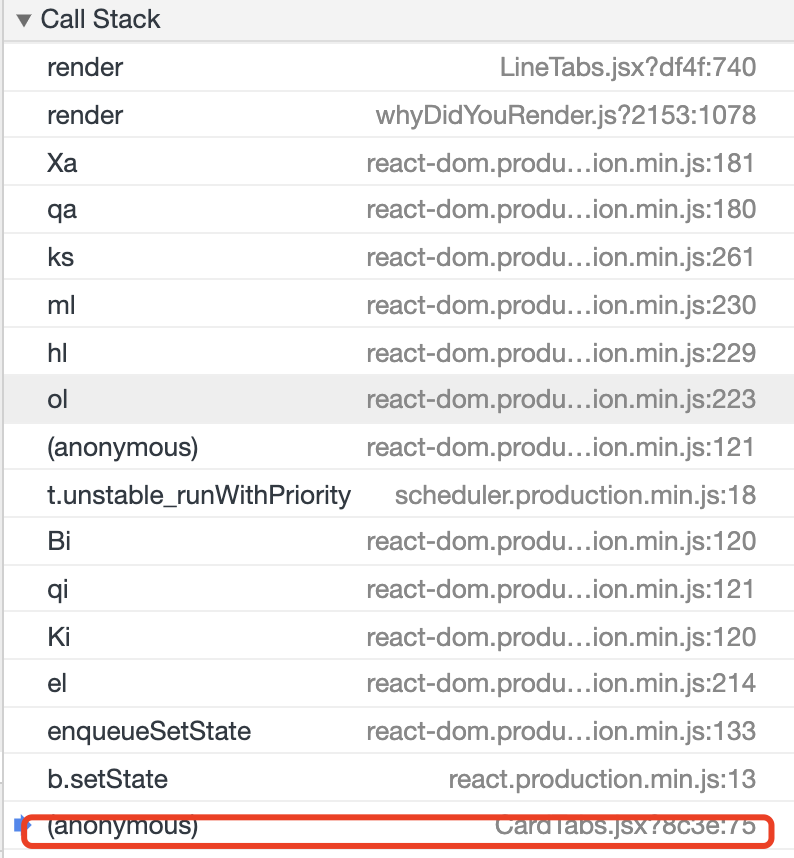 ▼ Call Stack
render LineTabs.jsx?df4f:740
render whyDidYouRender.js?2153:1078
Xa react-dom.produ…ion.min.js:181
qa react-dom.produ…ion.min.js:180
ks react-dom.produ…ion.min.js:261
ml react-dom.produ…ion.min.js:230
hl react-dom.produ…ion.min.js:229
ol react-dom.produ…ion.min.js:223
(anonymous) react-dom.produ…ion.min.js:121
t.unstable_runWithPriority scheduler.production.min.js:18
Bi react-dom.produ…ion.min.js:120
qi react-dom.produ…ion.min.js:121
Ki react-dom.produ…ion.min.js:120
el react-dom.produ…ion.min.js:214
enqueueSetState react-dom.produ…ion.min.js:133
b.setState react.production.min.js:13
(anonymous) CardTabs.jsx?8c3e:75